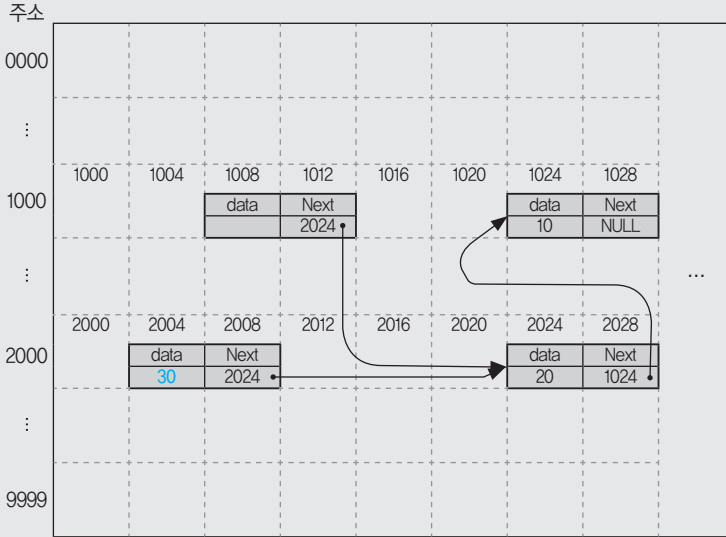 주소
0000
⋮
1000 1004 1008 1012 1016 1020 1024 1028
1000 data Next data Next
2024 10 NULL
⋮ ...
2000 2004 2008 2012 2016 2020 2024 2028
2000 data Next data Next
30 2024 20 1024
⋮
9999